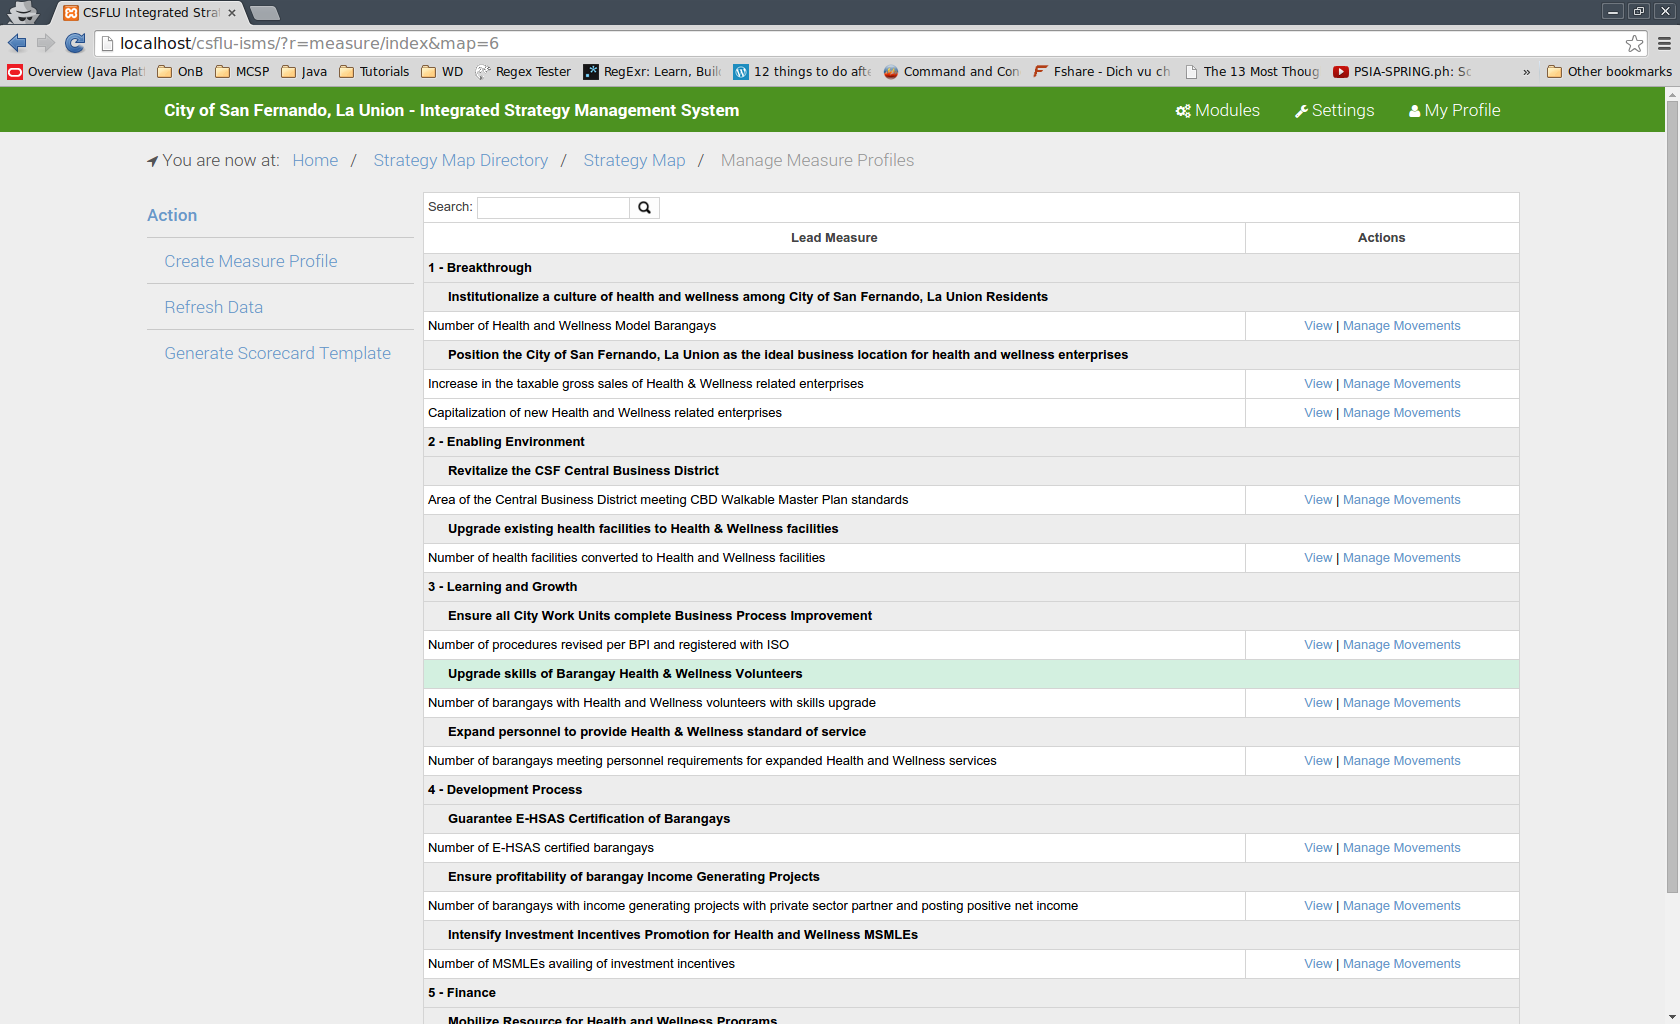 CSFLU Integrated Stra
localhost/csflu-isms/?r=measure/index&map=6
Overview (Java Plat OnB MCSP Java Tutorials WD Regex Tester RegExr: Learn, Buil 12 things to do afte Command and Con Fshare - Dich vu ch The 13 Most Thoug PSIA-SPRING.ph: Sc » Other bookmarks
City of San Fernando, La Union - Integrated Strategy Management System Modules Settings My Profile
You are now at: Home / Strategy Map Directory / Strategy Map / Manage Measure Profiles
Action
Create Measure Profile
Refresh Data
Generate Scorecard Template
Search:
Lead Measure Actions
1 - Breakthrough
Institutionalize a culture of health and wellness among City of San Fernando, La Union Residents
Number of Health and Wellness Model Barangays View | Manage Movements
Position the City of San Fernando, La Union as the ideal business location for health and wellness enterprises
Increase in the taxable gross sales of Health & Wellness related enterprises View | Manage Movements
Capitalization of new Health and Wellness related enterprises View | Manage Movements
2 - Enabling Environment
Revitalize the CSF Central Business District
Area of the Central Business District meeting CBD Walkable Master Plan standards View | Manage Movements
Upgrade existing health facilities to Health & Wellness facilities
Number of health facilities converted to Health and Wellness facilities View | Manage Movements
3 - Learning and Growth
Ensure all City Work Units complete Business Process Improvement
Number of procedures revised per BPI and registered with ISO View | Manage Movements
Upgrade skills of Barangay Health & Wellness Volunteers
Number of barangays with Health and Wellness volunteers with skills upgrade View | Manage Movements
Expand personnel to provide Health & Wellness standard of service
Number of barangays meeting personnel requirements for expanded Health and Wellness services View | Manage Movements
4 - Development Process
Guarantee E-HSAS Certification of Barangays
Number of E-HSAS certified barangays View | Manage Movements
Ensure profitability of barangay Income Generating Projects
Number of barangays with income generating projects with private sector partner and posting positive net income View | Manage Movements
Intensify Investment Incentives Promotion for Health and Wellness MSMLEs
Number of MSMLEs availing of investment incentives View | Manage Movements
5 - Finance
Mobilize Resource for Health and Wellness Programs